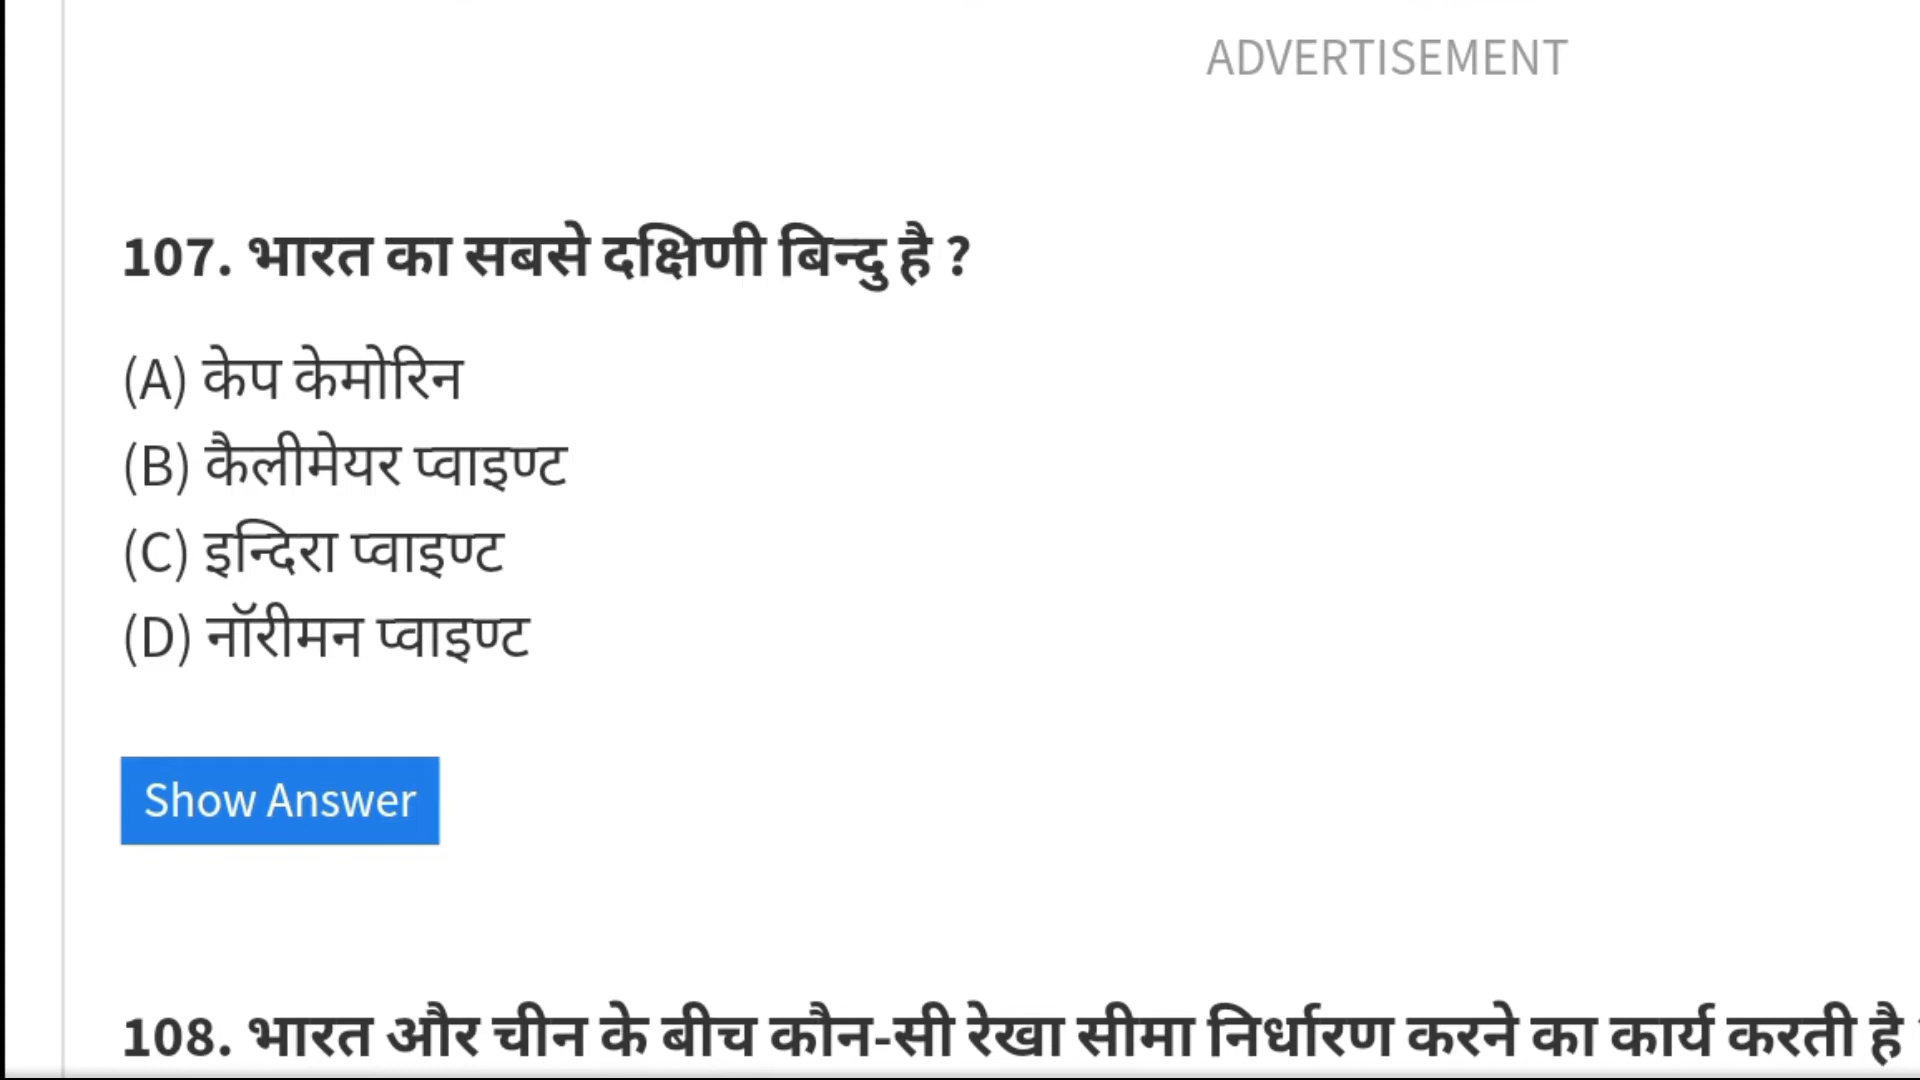 ADVERTISEMENT
107. भारत का सबसे दक्षिणी बिन्दु है ?
(A) केप केमोरिन
(B) कैलीमेयर प्वाइण्ट
(C) इन्दिरा प्वाइण्ट
(D) नॉरीमन प्वाइण्ट
Show Answer
108. भारत और चीन के बीच कौन-सी रेखा सीमा निर्धारण करने का कार्य करती है